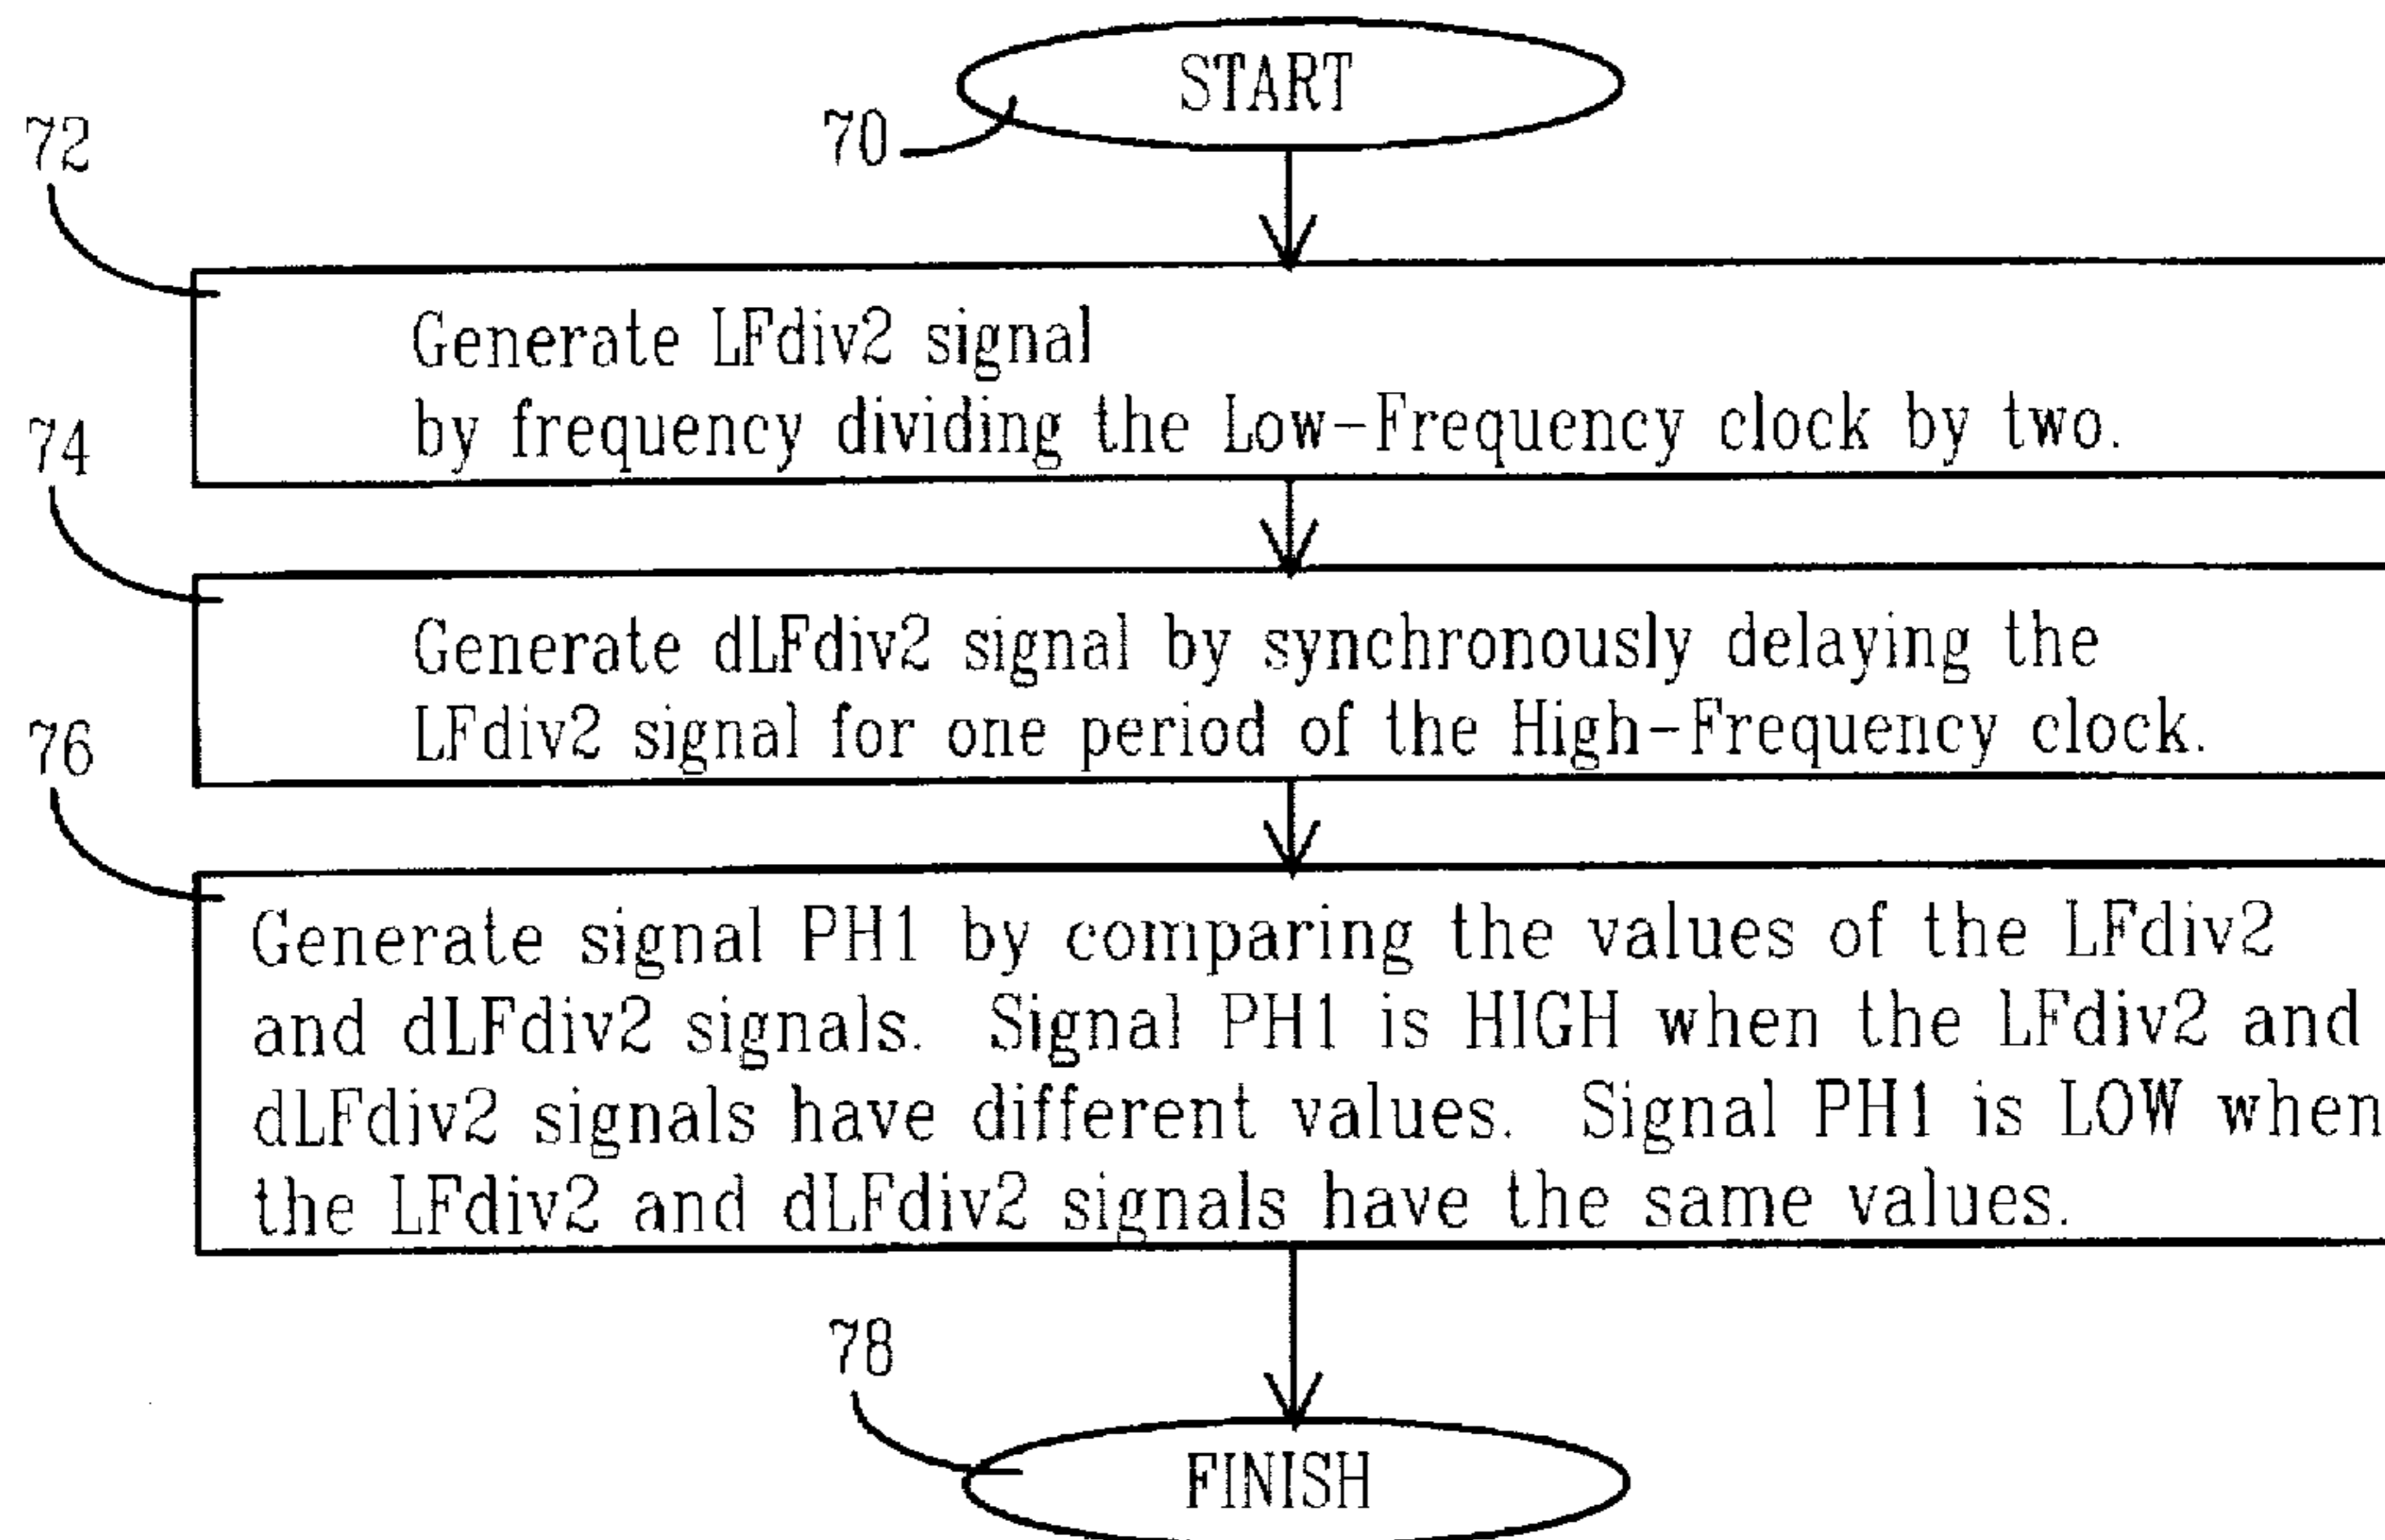 START
70
72
Generate LFdiv2 signal
by frequency dividing the Low-Frequency clock by two.
74
Generate dLFdiv2 signal by synchronously delaying the
LFdiv2 signal for one period of the High-Frequency clock.
76
Generate signal PH1 by comparing the values of the LFdiv2
and dLFdiv2 signals. Signal PH1 is HIGH when the LFdiv2 and
dLFdiv2 signals have different values. Signal PH1 is LOW when
the LFdiv2 and dLFdiv2 signals have the same values.
78
FINISH